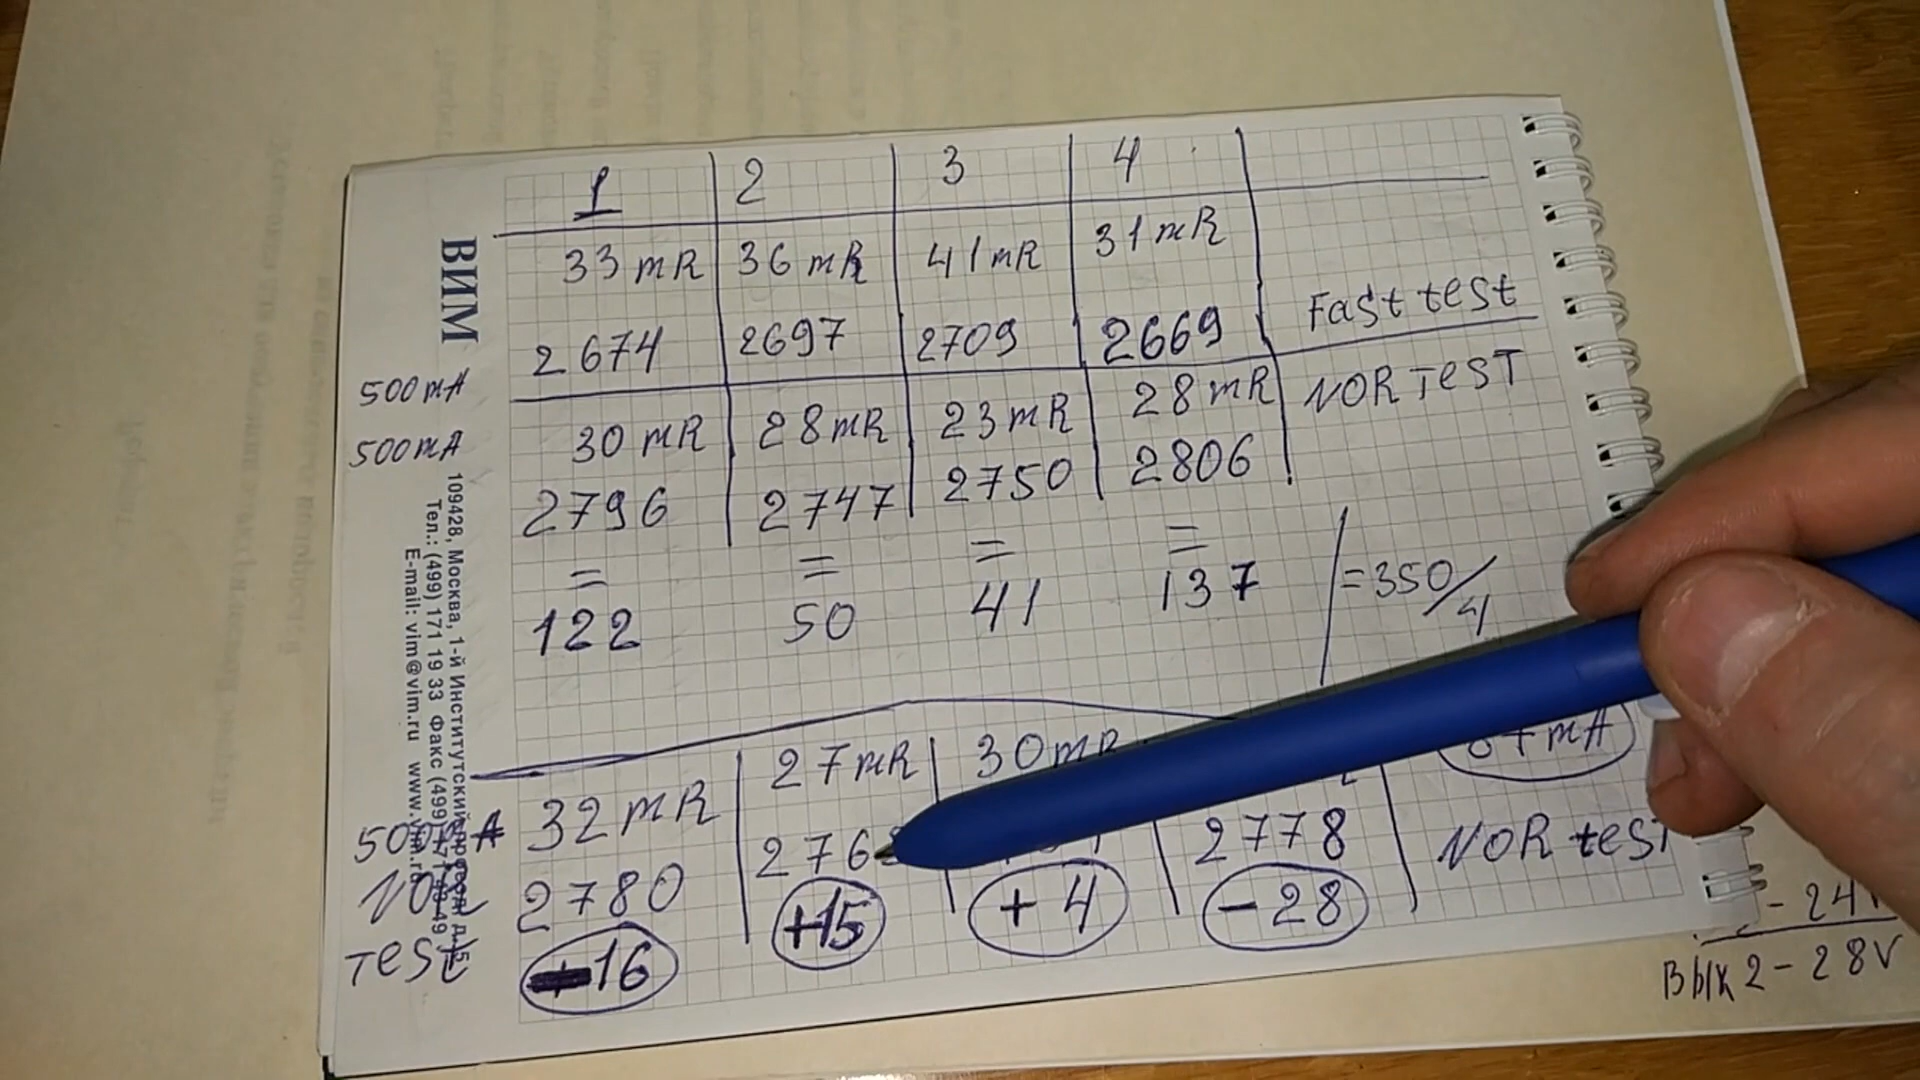 1 2 3 4
33 mR 36 mR 41 mR 31 mR
2674 2697 2709 2669 Fast test
500 mA
30 mR 28 mR 23 mR 28 mR NOR TeST
500 mA
2796 2747 2750 2806
= = = =
122 50 41 137 =350/4
32 mR 27 mR 30 mR
2780 2778 NOR test
TeST
16 +15 +4 -28
ВИМ
109428, Москва, 1-й Институтский
Тел.: (499) 171 19 33 Факс (499)
E-mail: vim@vim.ru
- 24V
Вых 2 - 28V